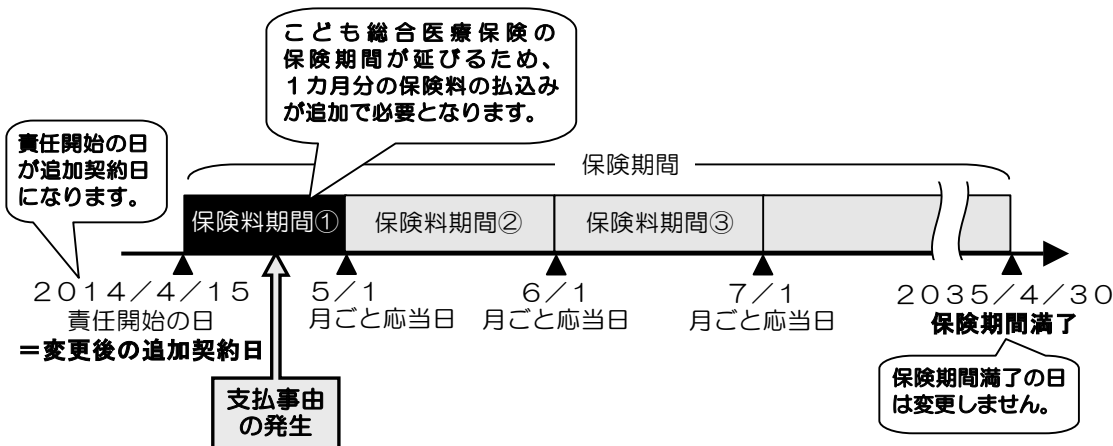 こども総合医療保険の
保険期間が延びるため、
１カ月分の保険料の払込み
が追加で必要となります。
責任開始の日
が追加契約日
になります。
保険期間
保険料期間①
保険料期間②
保険料期間③
２０１４／４／１５
責任開始の日
＝変更後の追加契約日
５／１
月ごと応当日
６／１
月ごと応当日
７／１
月ごと応当日
２０３５／４／３０
保険期間満了
支払事由
の発生
保険期間満了の日
は変更しません。